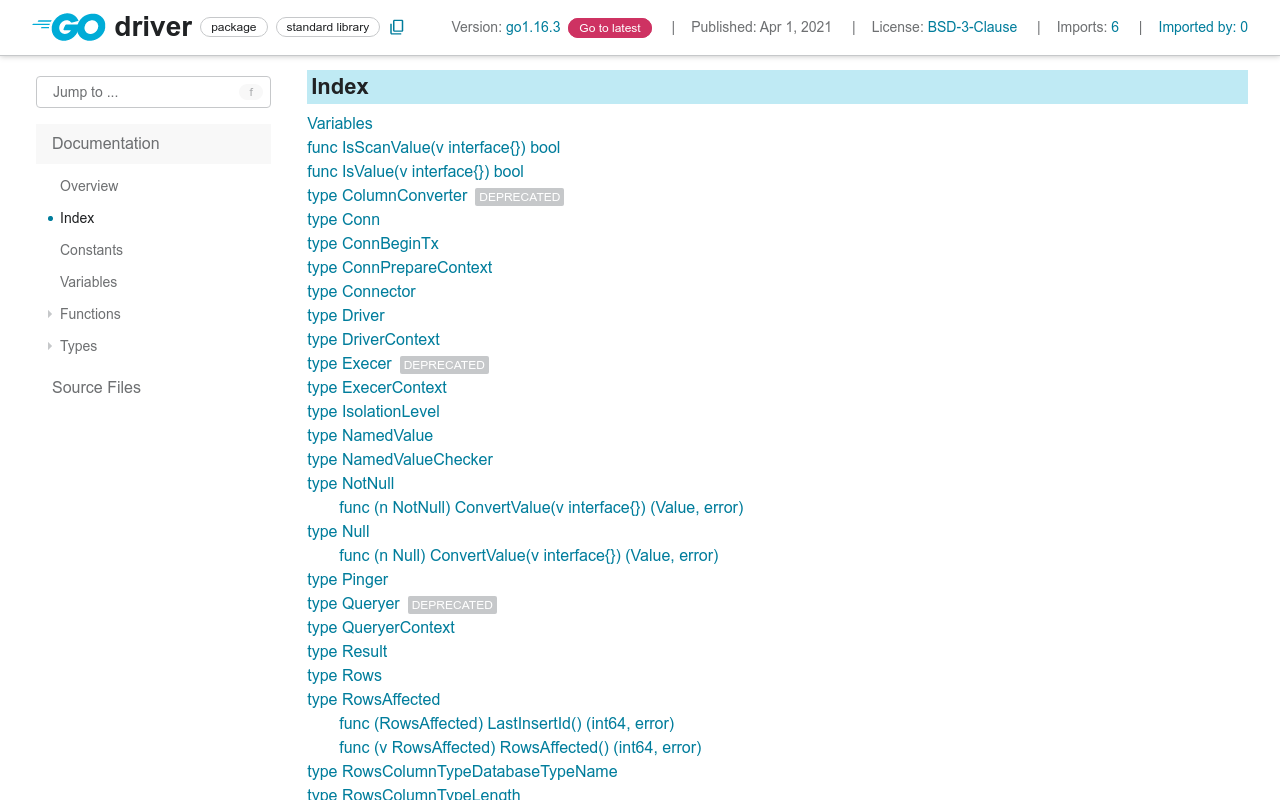 GO driver package standard library Version: go1.16.3 Go to latest | Published: Apr 1, 2021 | License: BSD-3-Clause | Imports: 6 | Imported by: 0
Jump to ... f
Documentation
Overview
Index
Constants
Variables
Functions
Types
Source Files
Index
Variables
func IsScanValue(v interface{}) bool
func IsValue(v interface{}) bool
type ColumnConverter DEPRECATED
type Conn
type ConnBeginTx
type ConnPrepareContext
type Connector
type Driver
type DriverContext
type Execer DEPRECATED
type ExecerContext
type IsolationLevel
type NamedValue
type NamedValueChecker
type NotNull
func (n NotNull) ConvertValue(v interface{}) (Value, error)
type Null
func (n Null) ConvertValue(v interface{}) (Value, error)
type Pinger
type Queryer DEPRECATED
type QueryerContext
type Result
type Rows
type RowsAffected
func (RowsAffected) LastInsertId() (int64, error)
func (v RowsAffected) RowsAffected() (int64, error)
type RowsColumnTypeDatabaseTypeName
type RowsColumnTypeLength